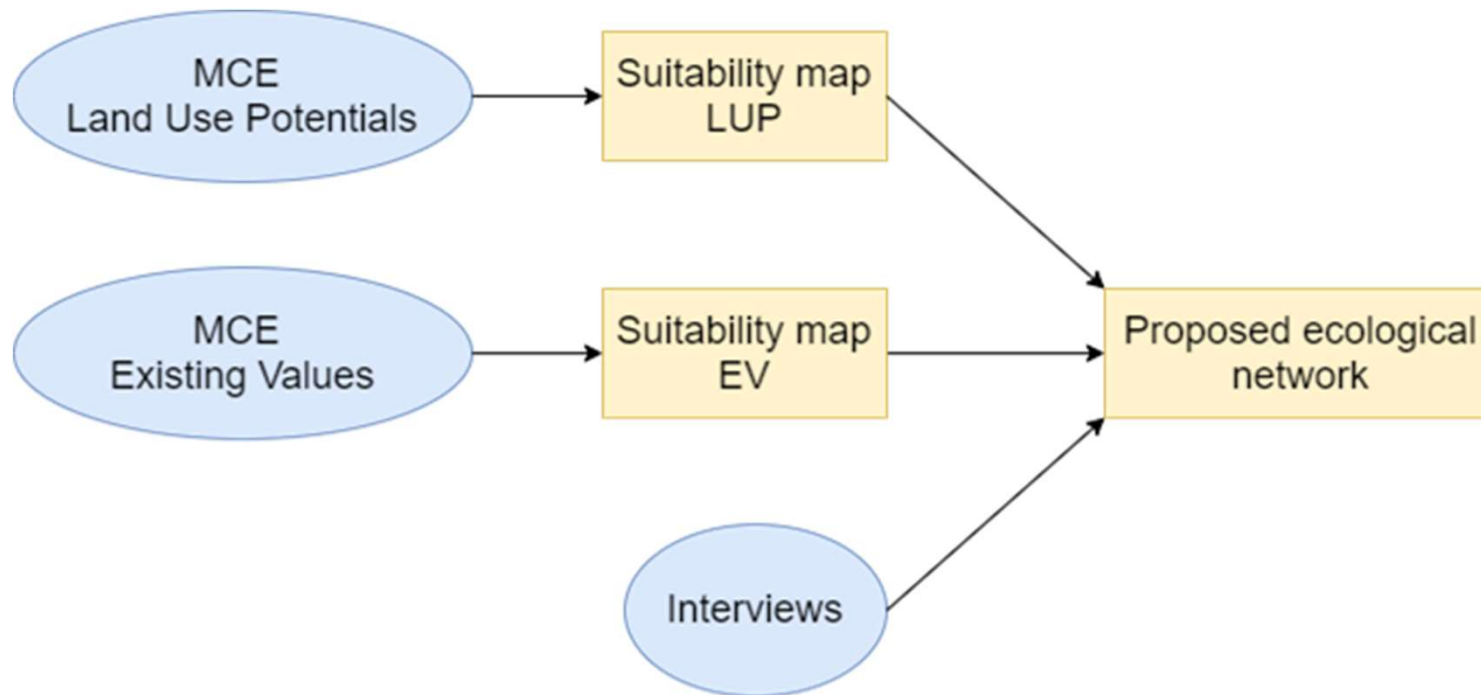 MCE
Land Use Potentials
Suitability map
LUP
MCE
Existing Values
Suitability map
EV
Proposed ecological
network
Interviews